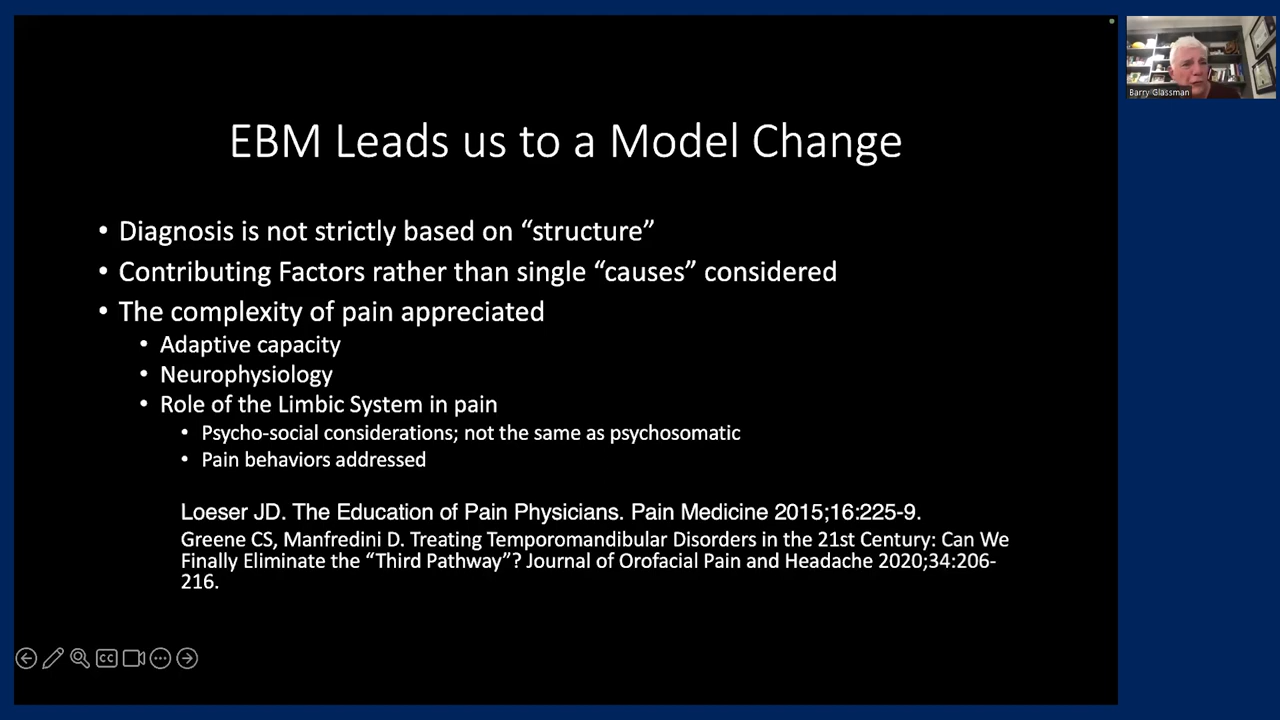 EBM Leads us to a Model Change
• Diagnosis is not strictly based on “structure”
• Contributing Factors rather than single “causes” considered
• The complexity of pain appreciated
• Adaptive capacity
• Neurophysiology
• Role of the Limbic System in pain
• Psycho-social considerations; not the same as psychosomatic
• Pain behaviors addressed
Loeser JD. The Education of Pain Physicians. Pain Medicine 2015;16:225-9.
Greene CS, Manfredini D. Treating Temporomandibular Disorders in the 21st Century: Can We
Finally Eliminate the “Third Pathway”? Journal of Orofacial Pain and Headache 2020;34:206-
216.
CC
Barry Glassman